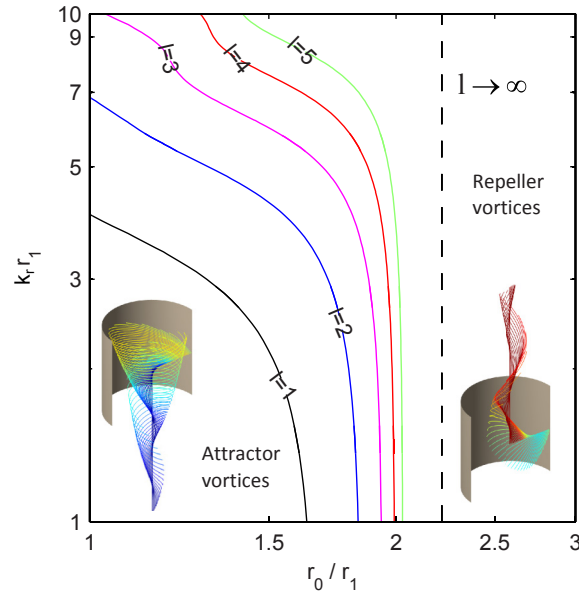 10
7
5
3
1
k_r r_1
l=3
l=4
l=5
l=2
l=1
l → ∞
Repeller
vortices
Attractor
vortices
1
1.5
2
2.5
3
r_0 / r_1